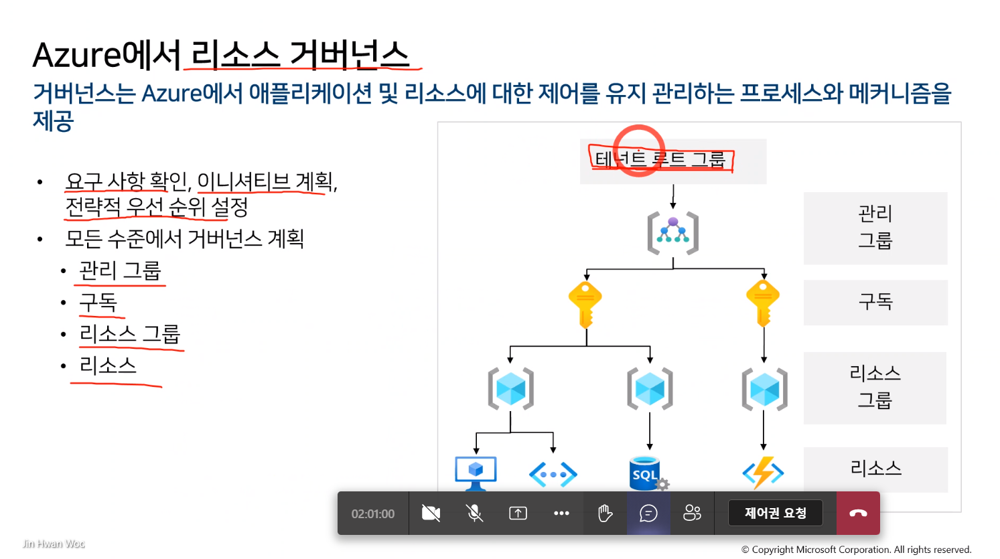 Azure에서 리소스 거버넌스
거버넌스는 Azure에서 애플리케이션 및 리소스에 대한 제어를 유지 관리하는 프로세스와 메커니즘을
제공
• 요구 사항 확인, 이니셔티브 계획,
전략적 우선 순위 설정
• 모든 수준에서 거버넌스 계획
• 관리 그룹
• 구독
• 리소스 그룹
• 리소스
테넌트 루트 그룹
관리
그룹
구독
리소스
그룹
SQL
리소스
02:01:00
제어권 요청
Jin Hwan Woo
© Copyright Microsoft Corporation. All rights reserved.